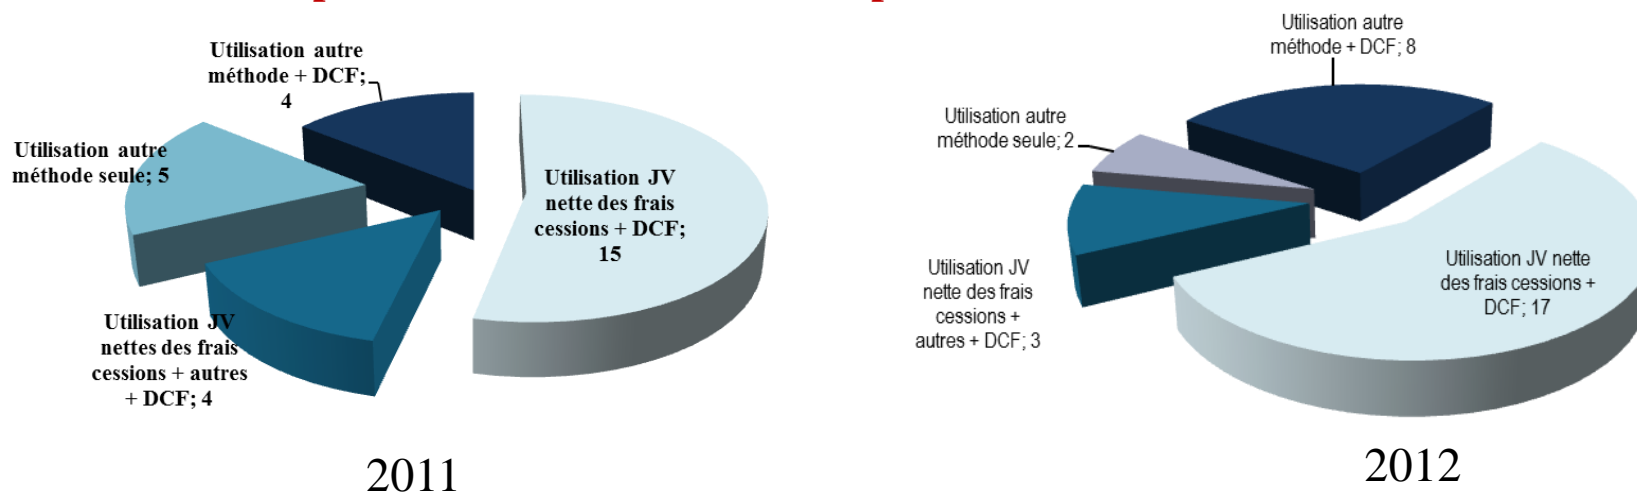 Utilisation autre
méthode + DCF;
4
Utilisation autre
méthode seule; 5
Utilisation JV
nette des frais
cessions + DCF;
15
Utilisation JV
nettes des frais
cessions + autres
+ DCF; 4
2011
Utilisation autre
méthode + DCF; 8
Utilisation autre
méthode seule; 2
Utilisation JV
nette des frais
cessions +
autres + DCF; 3
Utilisation JV nette
des frais cessions +
DCF; 17
2012